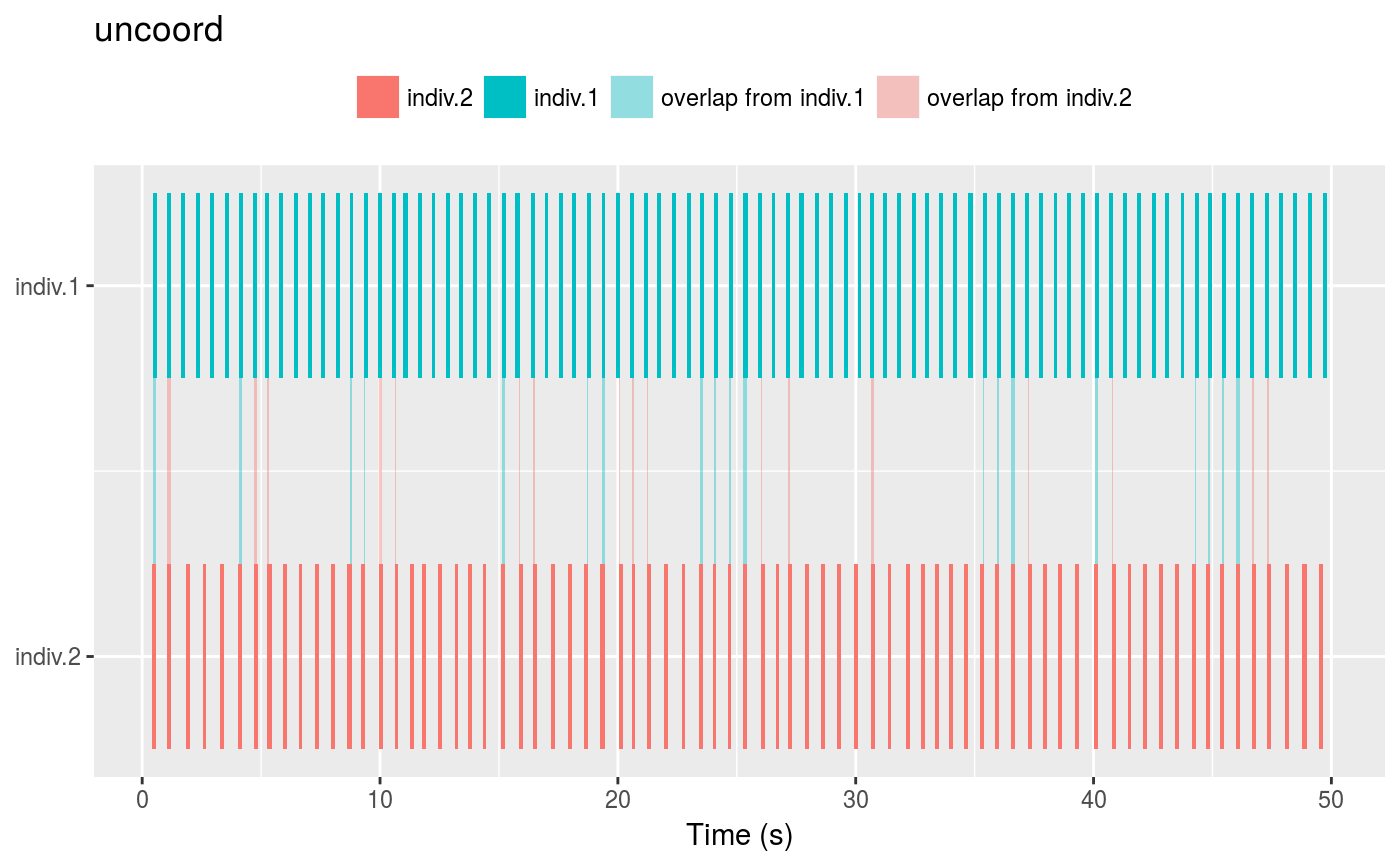 uncoord
indiv.2 indiv.1 overlap from indiv.1 overlap from indiv.2
indiv.1
indiv.2
0 10 20 30 40 50
Time (s)